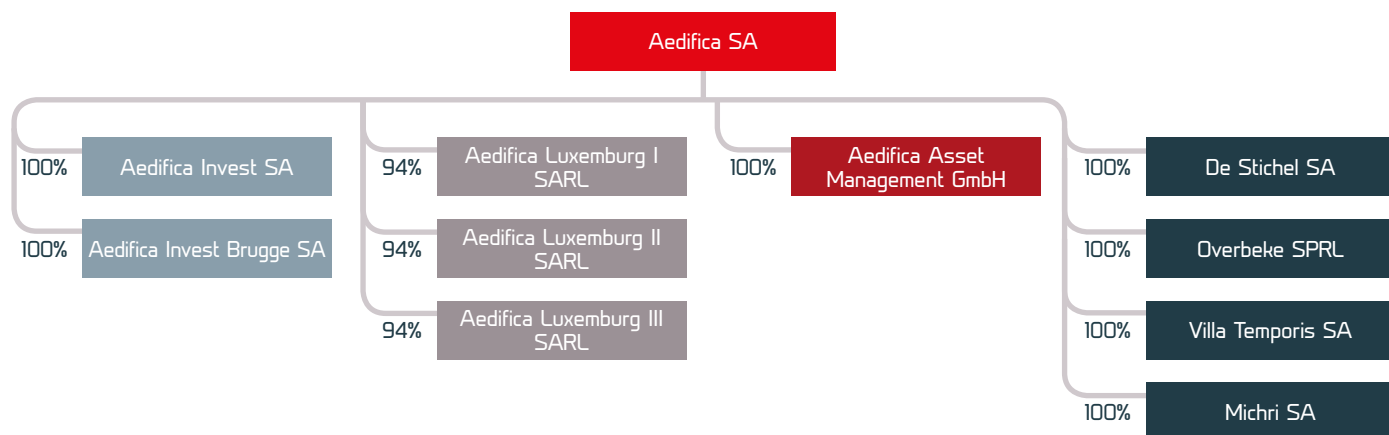 Aedifica SA
100%
Aedifica Invest SA
100%
Aedifica Invest Brugge SA
94%
Aedifica Luxemburg I
SARL
94%
Aedifica Luxemburg II
SARL
94%
Aedifica Luxemburg III
SARL
100%
Aedifica Asset
Management GmbH
100%
De Stichel SA
100%
Overbeke SPRL
100%
Villa Temporis SA
100%
Michri SA